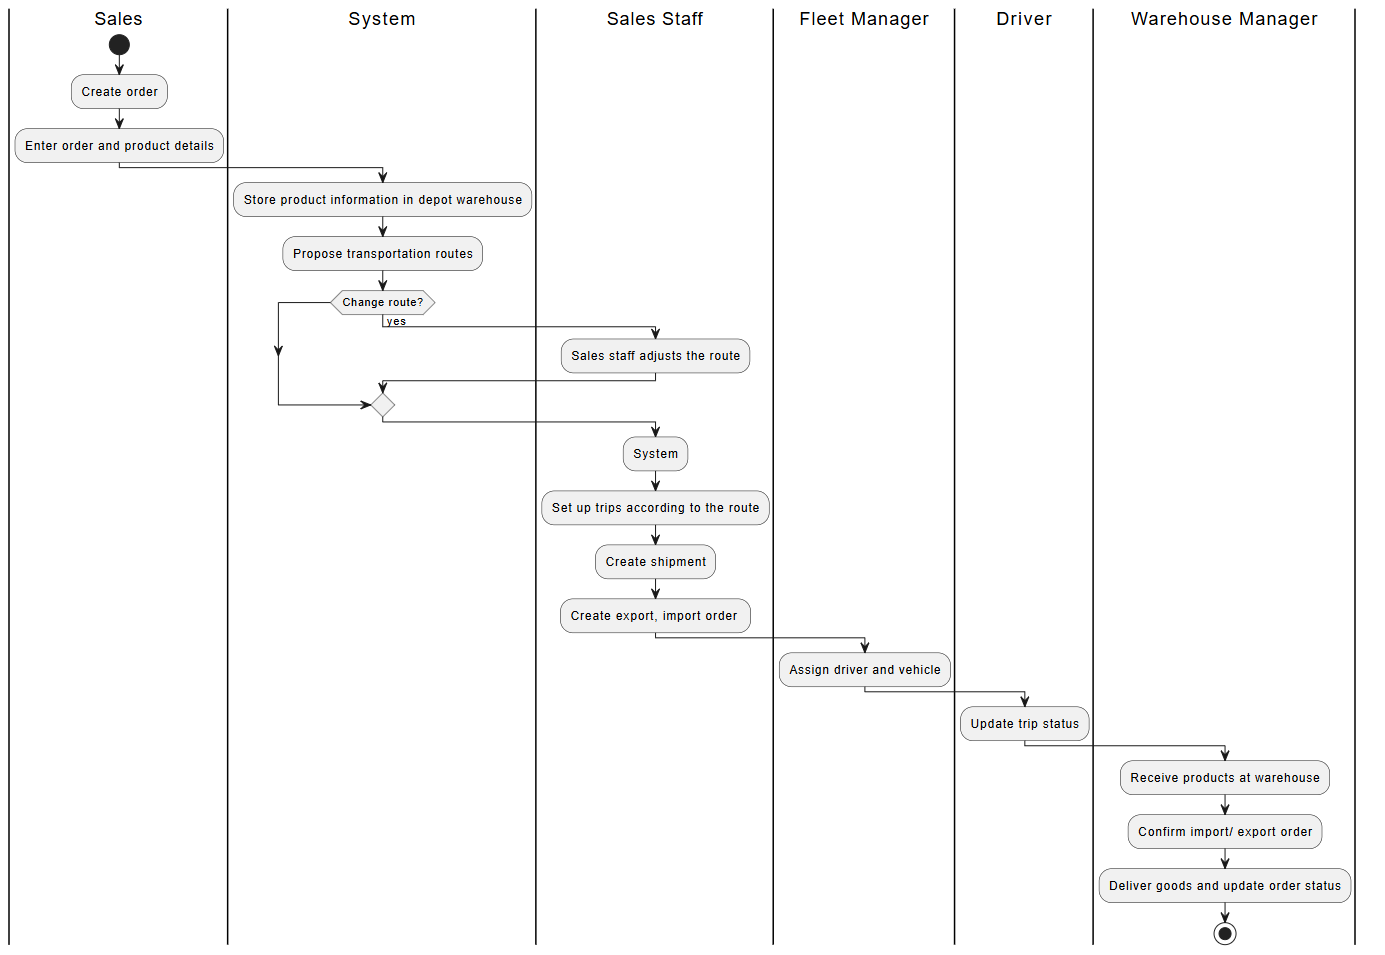 Sales
System
Sales Staff
Fleet Manager
Driver
Warehouse Manager
Create order
Enter order and product details
Store product information in depot warehouse
Propose transportation routes
Change route?
yes
Sales staff adjusts the route
System
Set up trips according to the route
Create shipment
Create export, import order
Assign driver and vehicle
Update trip status
Receive products at warehouse
Confirm import/ export order
Deliver goods and update order status